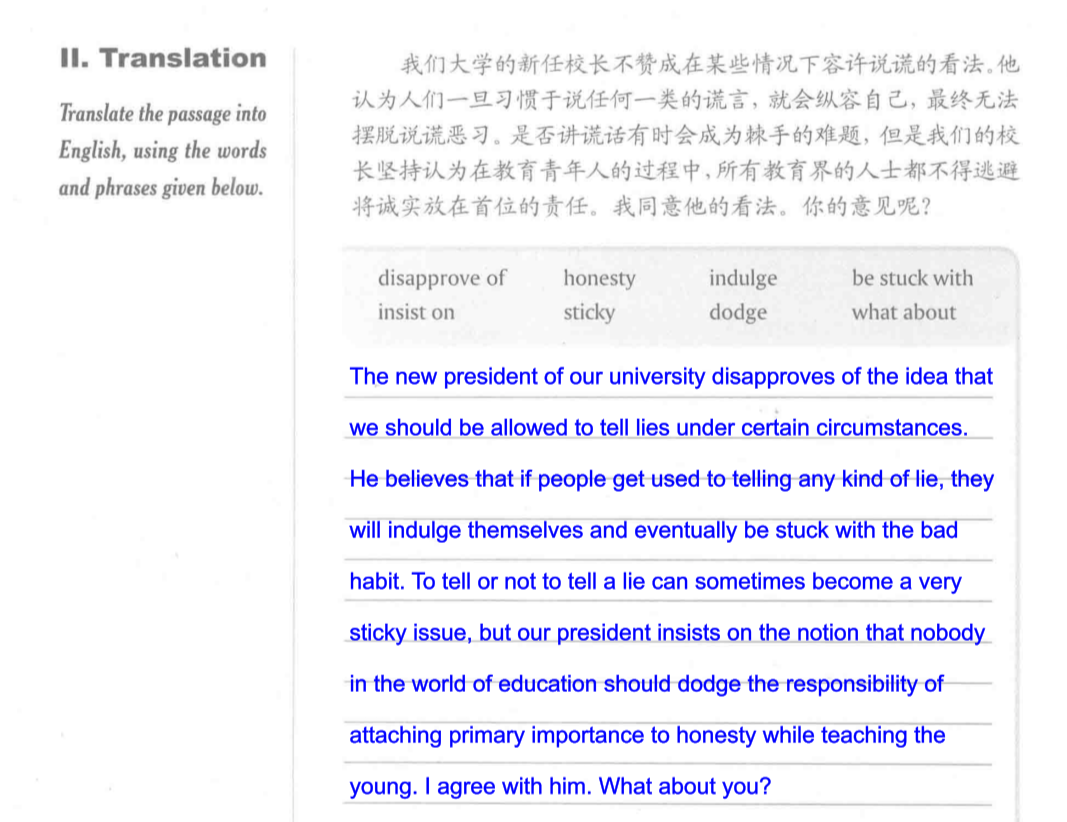 II. Translation
Translate the passage into
English, using the words
and phrases given below.
我们大学的新任校长不赞成在某些情况下容许说谎的看法。他
认为人们一旦习惯于说任何一类的谎言，就会纵容自己，最终无法
摆脱说谎恶习。是否讲谎话有时会成为棘手的难题，但是我们的校
长坚持认为在教育青年人的过程中，所有教育界的人士都不得逃避
将诚实放在首位的责任。我同意他的看法。你的意见呢？
disapprove of honesty indulge be stuck with
insist on sticky dodge what about
The new president of our university disapproves of the idea that
we should be allowed to tell lies under certain circumstances.
He believes that if people get used to telling any kind of lie, they
will indulge themselves and eventually be stuck with the bad
habit. To tell or not to tell a lie can sometimes become a very
sticky issue, but our president insists on the notion that nobody
in the world of education should dodge the responsibility of
attaching primary importance to honesty while teaching the
young. I agree with him. What about you?